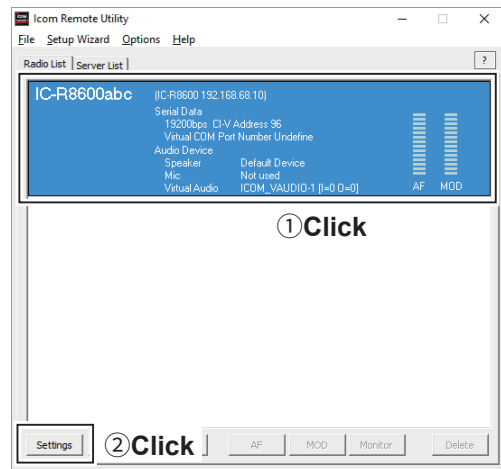 Icom Remote Utility
File Setup Wizard Options Help
Radio List Server List ?
IC-R8600abc (IC-R8600 192.168.68.10)
Serial Data
19200bps CI-V Address 96
Virtual COM Port Number Undefine
Audio Device
Speaker Default Device
Mic Not used
Virtual Audio ICOM_VAUDIO-1 [I=0 O=0]
AF MOD
①Click
Settings ②Click AF MOD Monitor Delete